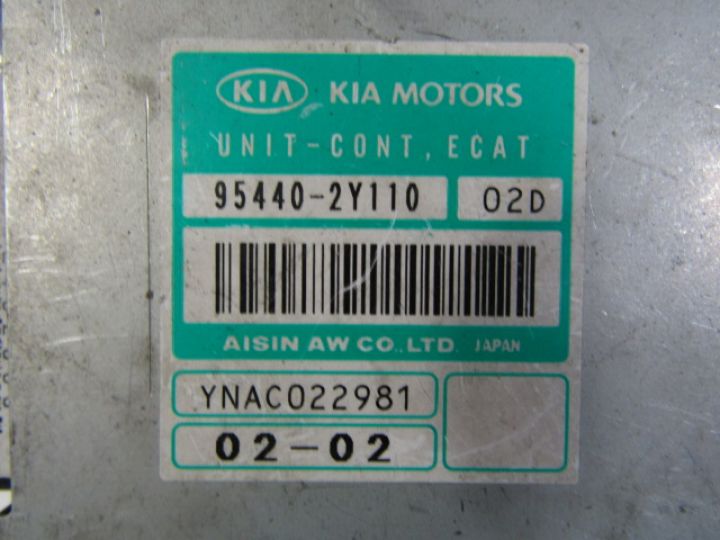 KIA KIA MOTORS
UNIT-CONT, ECAT
95440-2Y110 02D
AISIN AW CO.,LTD. JAPAN
YNAC022981
02-02